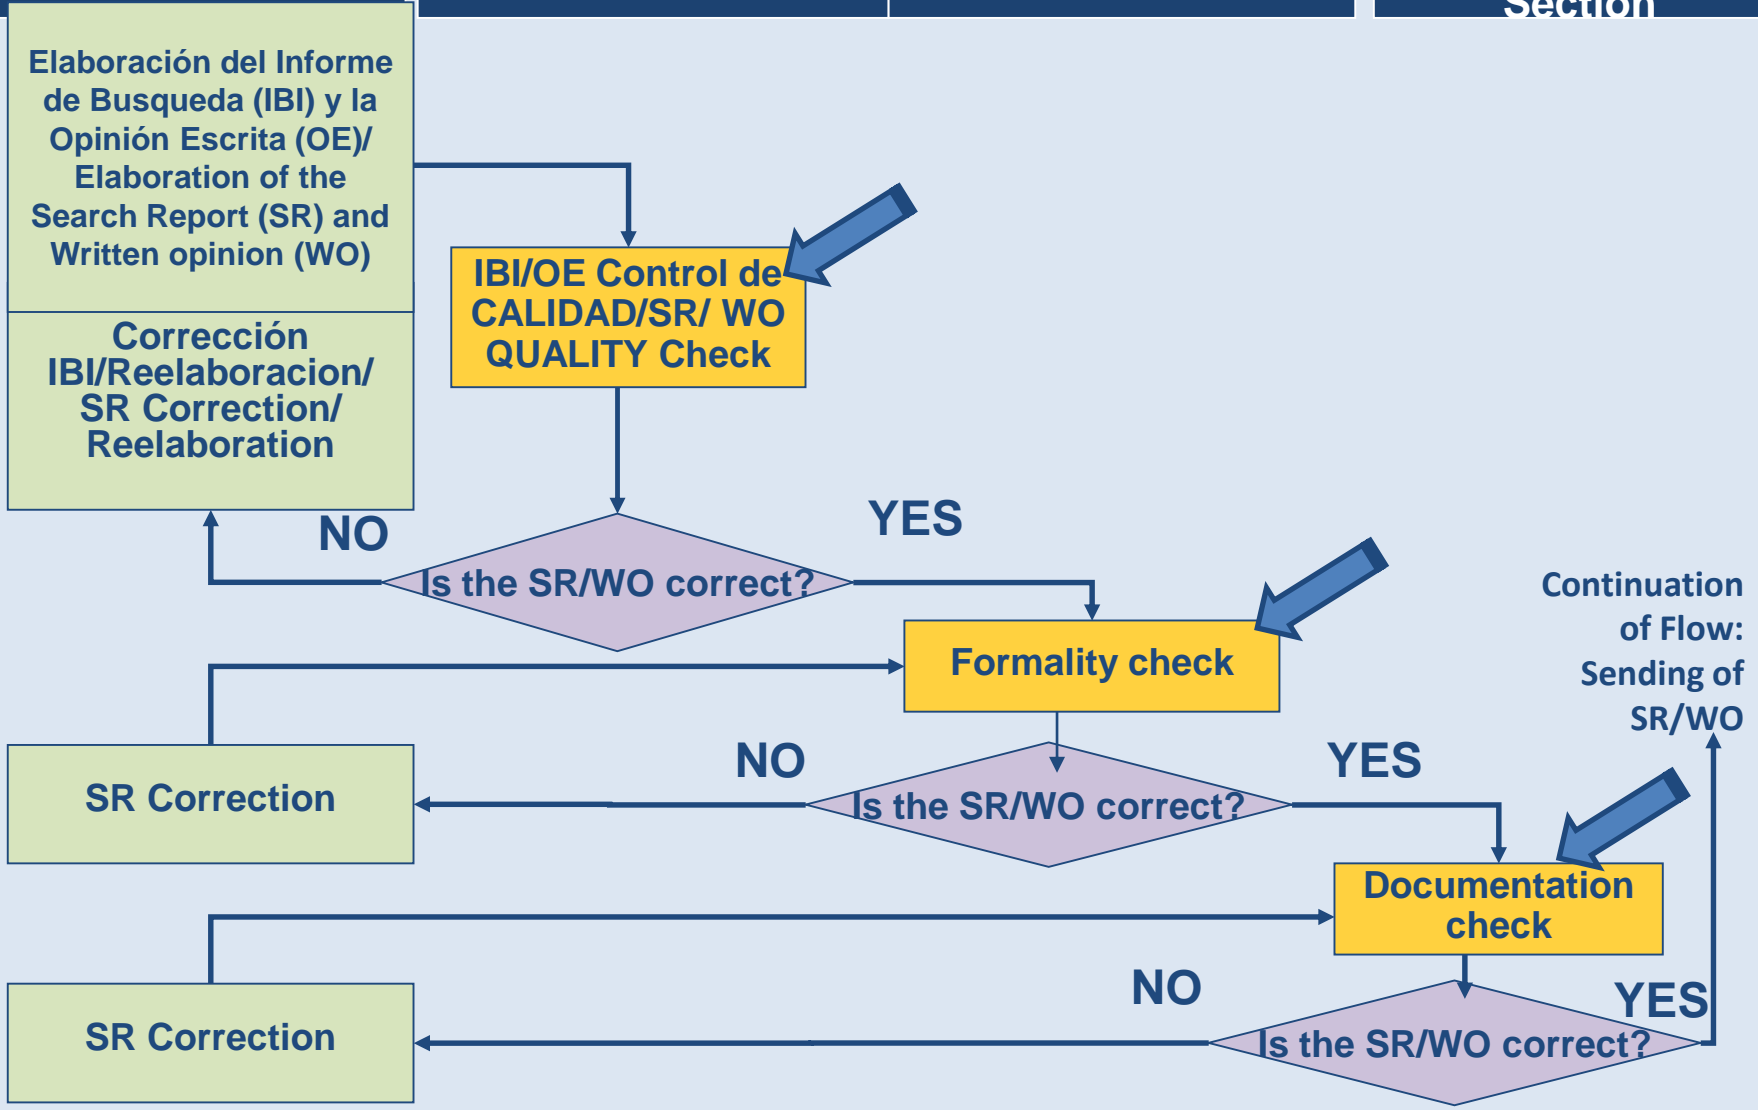 Section
Elaboración del Informe
de Busqueda (IBI) y la
Opinión Escrita (OE)/
Elaboration of the
Search Report (SR) and
Written opinion (WO)
IBI/OE Control de
CALIDAD/SR/ WO
QUALITY Check
Corrección
IBI/Reelaboracion/
SR Correction/
Reelaboration
NO
YES
Is the SR/WO correct?
Continuation
of Flow:
Sending of
SR/WO
Formality check
NO
YES
SR Correction
Is the SR/WO correct?
Documentation
check
NO
YES
SR Correction
Is the SR/WO correct?